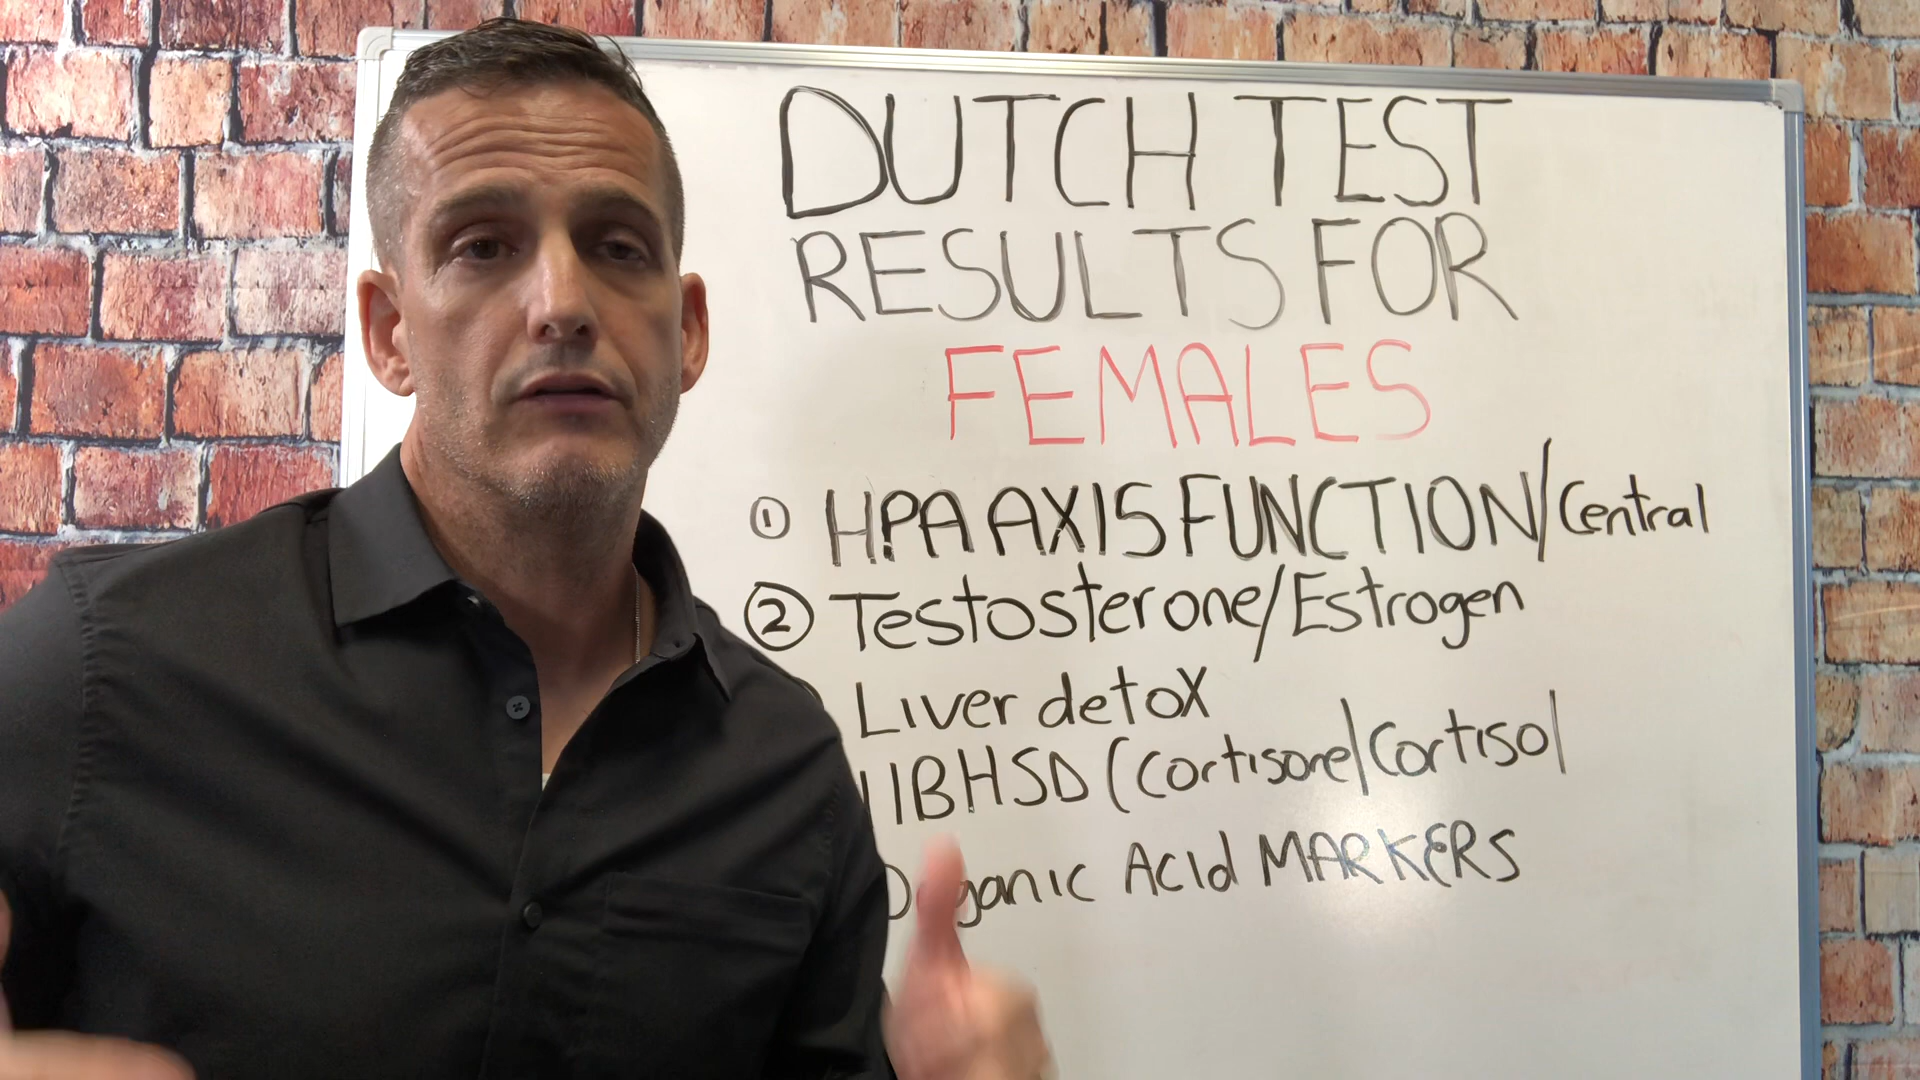 DUTCH TEST
RESULTS FOR
FEMALES
① HPA AXIS FUNCTION/Central
② Testosterone/Estrogen
Liver detox
11BHSD (Cortisone/Cortisol
Organic Acid MARKERS